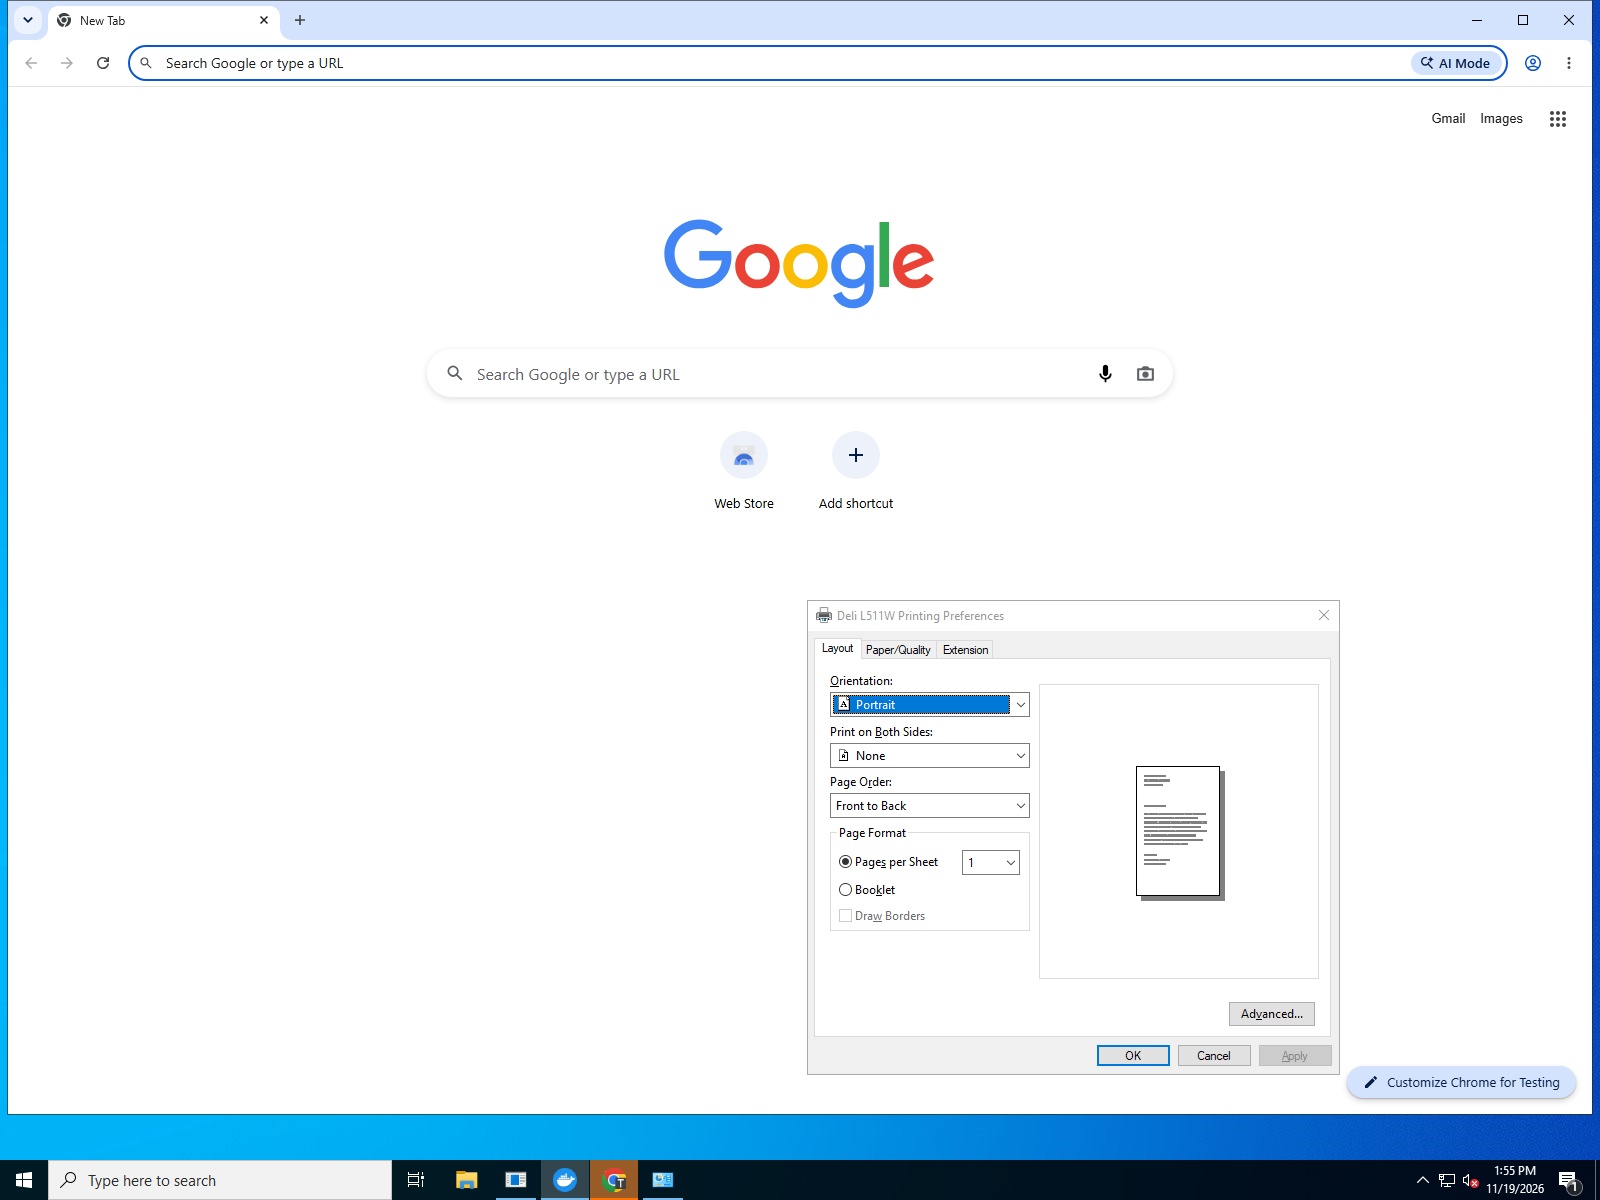 New Tab
Search Google or type a URL
AI Mode
Gmail Images
Google
Search Google or type a URL
Web Store
Add shortcut
Deli L511W Printing Preferences
Layout Paper/Quality Extension
Orientation:
Portrait
Print on Both Sides:
None
Page Order:
Front to Back
Page Format
Pages per Sheet 1
Booklet
Draw Borders
Advanced...
OK Cancel Apply
Customize Chrome for Testing
Type here to search
1:55 PM
11/19/2026
1